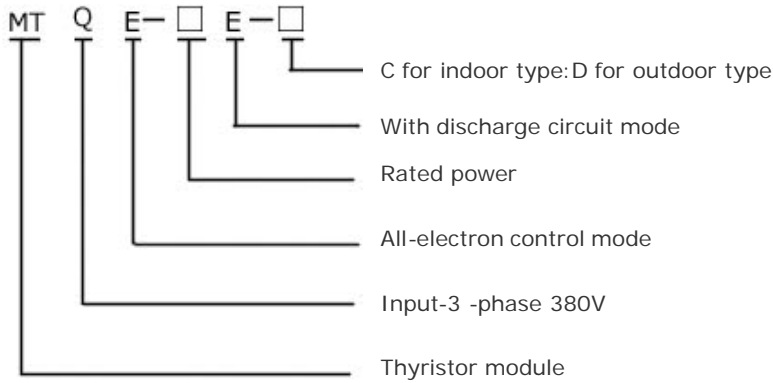 MT Q E-□ E-□
C for indoor type:D for outdoor type
With discharge circuit mode
Rated power
All-electron control mode
Input-3 -phase 380V
Thyristor module